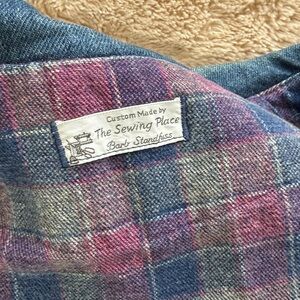 Custom Made by
The Sewing Place
Barb Standfuss